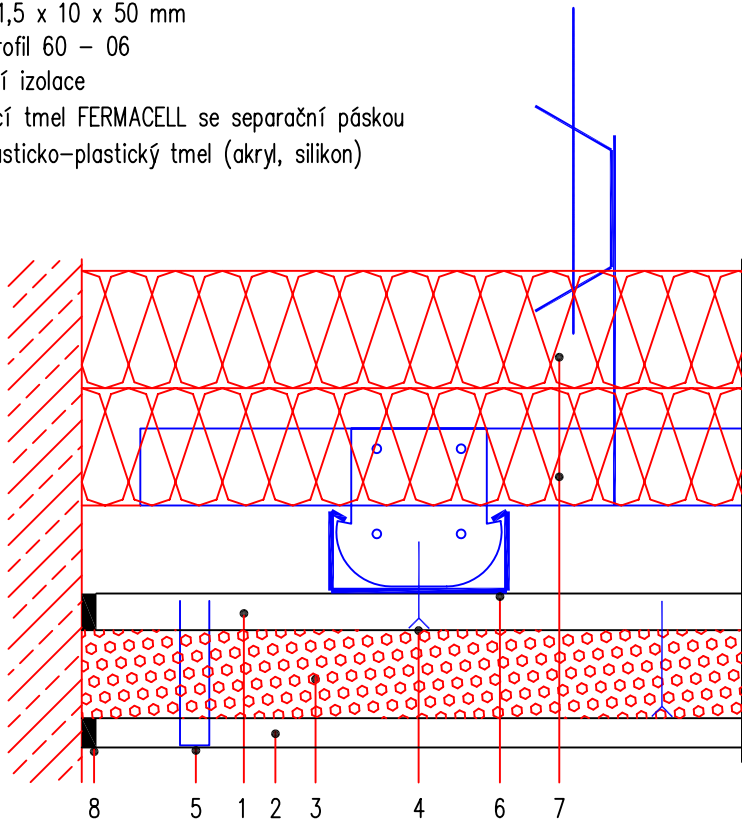 1,5 x 10 x 50 mm
rofil 60 – 06
í izolace
cí tmel FERMACELL se separační páskou
asticko–plastický tmel (akryl, silikon)
8 5 1 2 3 4 6 7